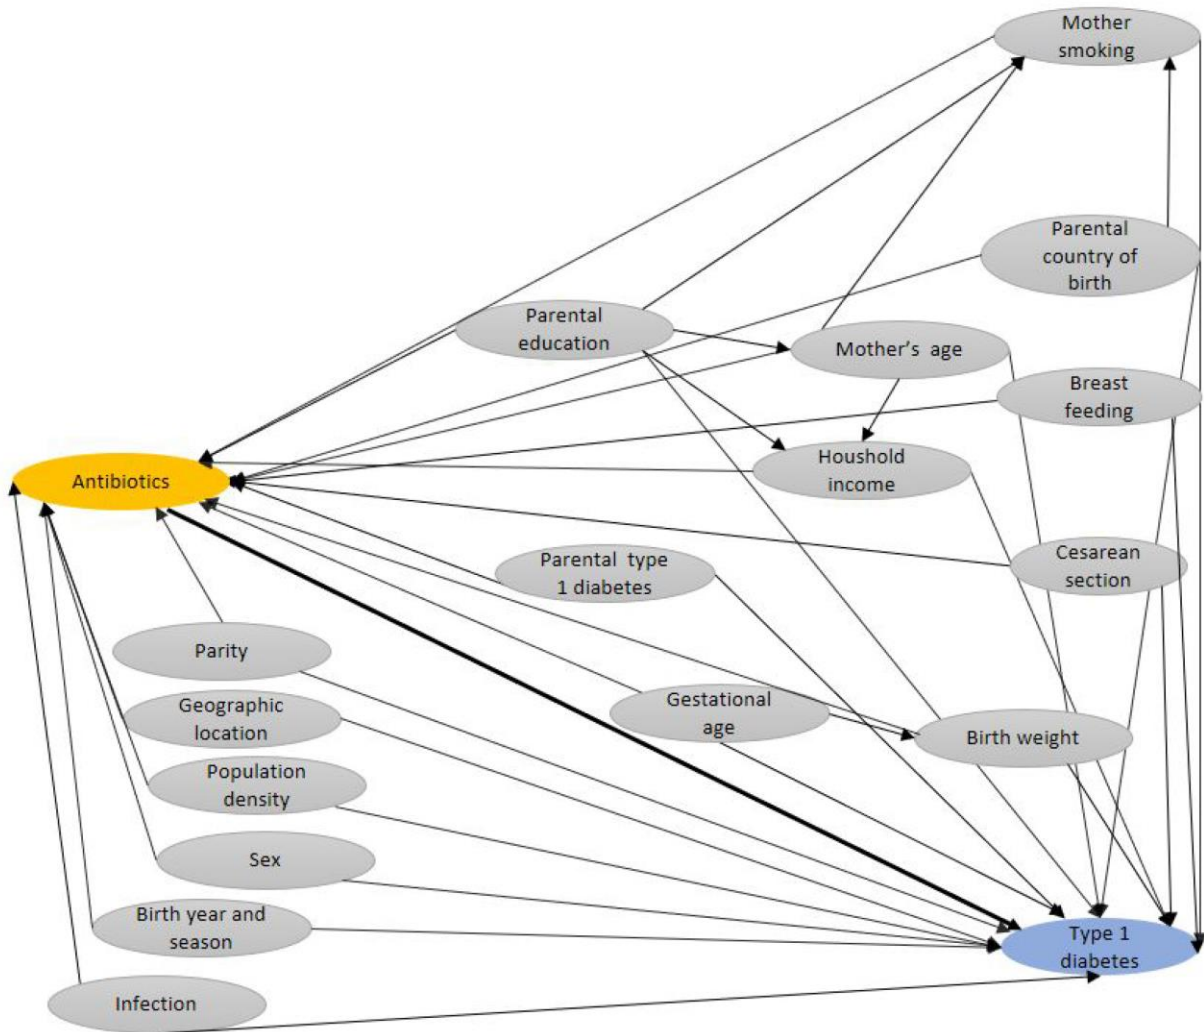 Mother
smoking
Parental
country of
birth
Parental
education
Mother's age
Breast
feeding
Houshold
income
Antibiotics
Cesarean
section
Parental type
1 diabetes
Parity
Gestational
age
Geographic
location
Birth weight
Population
density
Sex
Birth year and
season
Type 1
diabetes
Infection